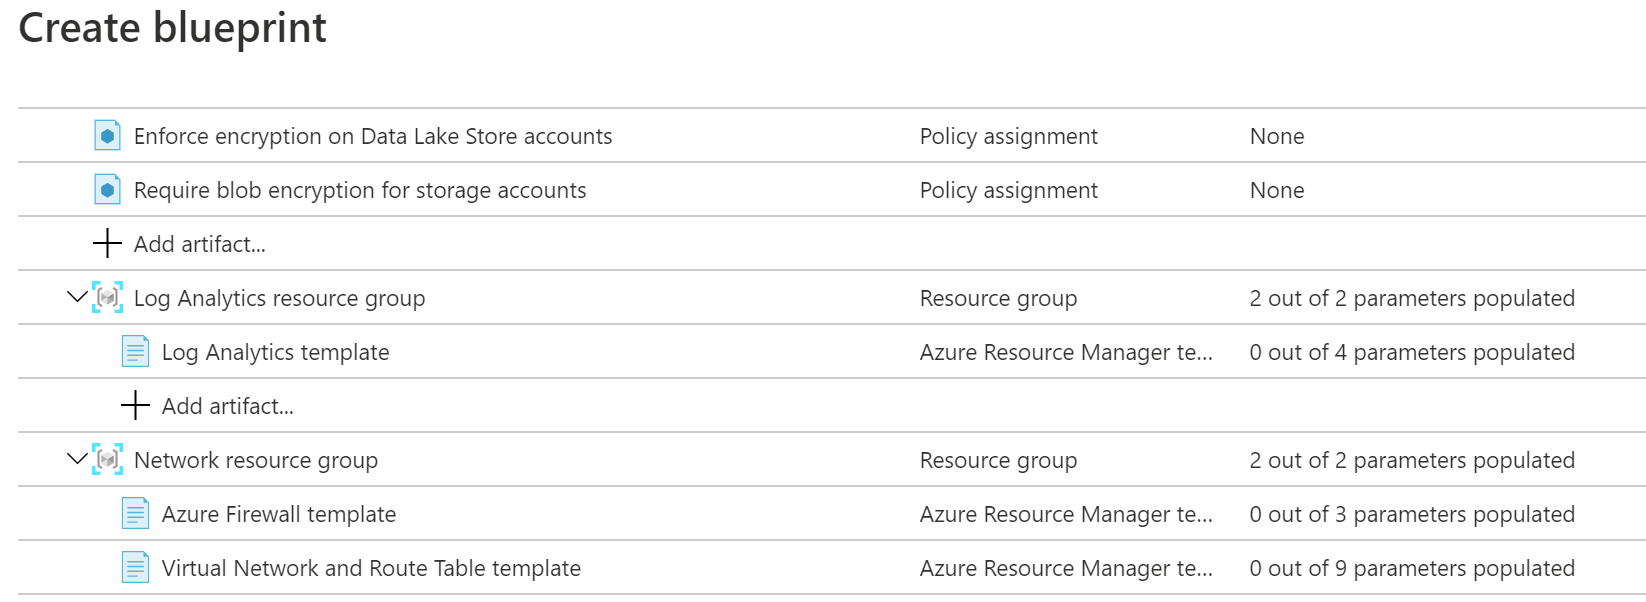 Create blueprint
Enforce encryption on Data Lake Store accounts Policy assignment None
Require blob encryption for storage accounts Policy assignment None
Add artifact...
Log Analytics resource group Resource group 2 out of 2 parameters populated
Log Analytics template Azure Resource Manager te... 0 out of 4 parameters populated
Add artifact...
Network resource group Resource group 2 out of 2 parameters populated
Azure Firewall template Azure Resource Manager te... 0 out of 3 parameters populated
Virtual Network and Route Table template Azure Resource Manager te... 0 out of 9 parameters populated